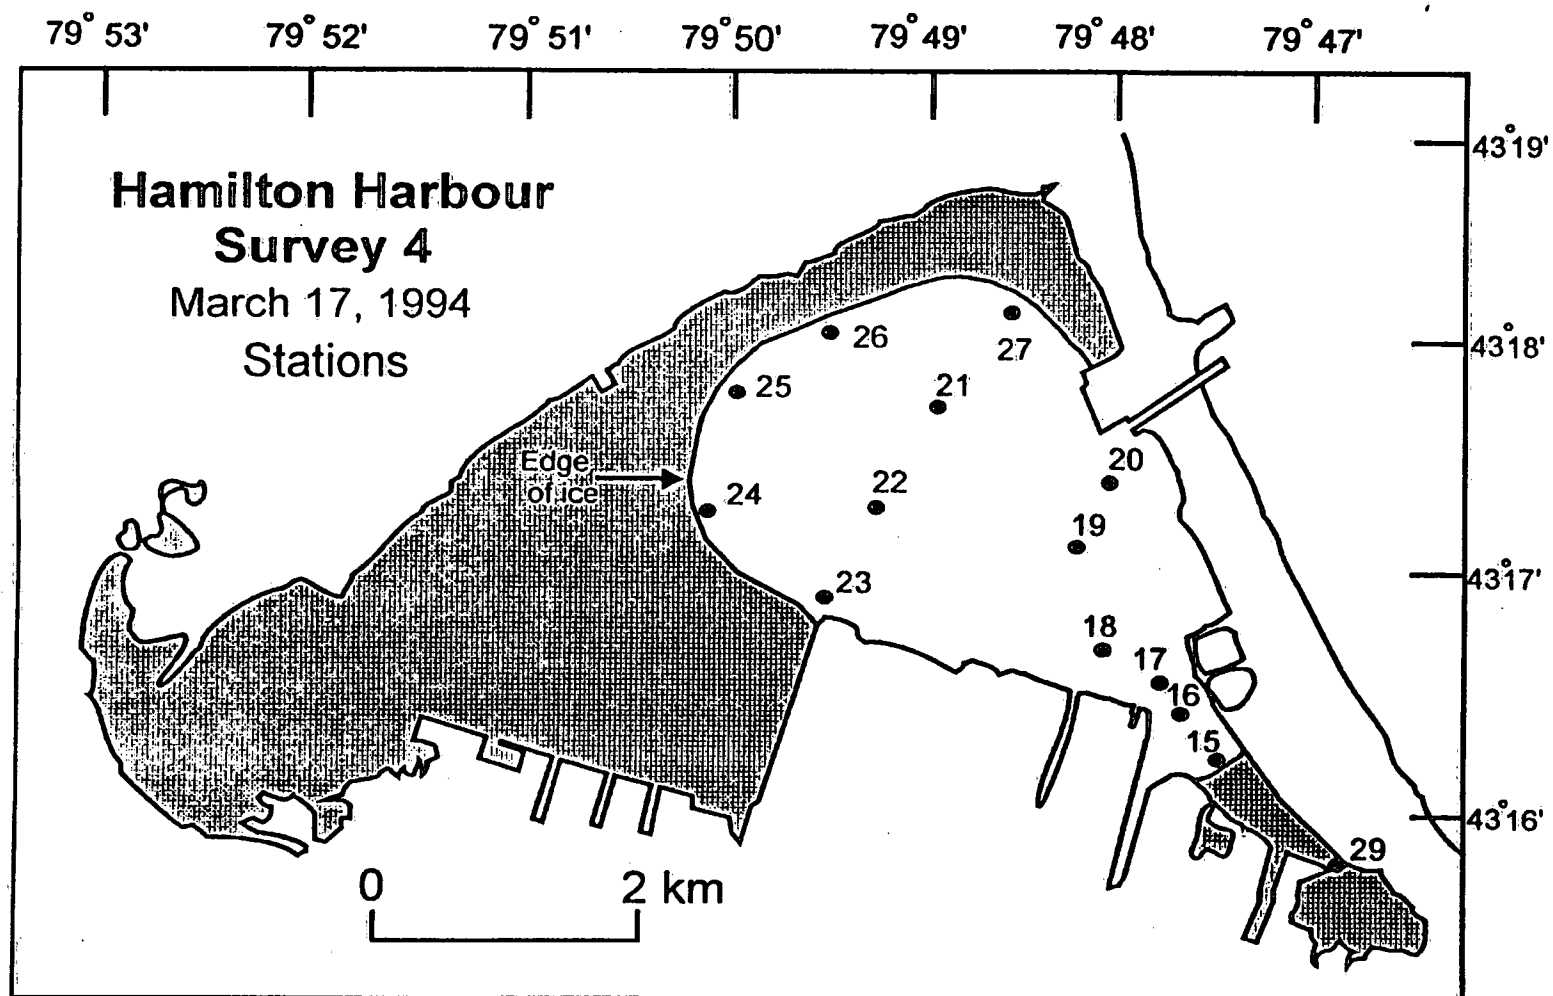 79° 53' 79° 52' 79° 51' 79° 50' 79° 49' 79° 48' 79° 47'
43°19'
Hamilton Harbour
Survey 4
March 17, 1994
Stations
26
27
43°18'
25
21
Edge
of ice
20
24
22
19
23
43°17'
18
17
16
15
43°16'
29
0 2 km